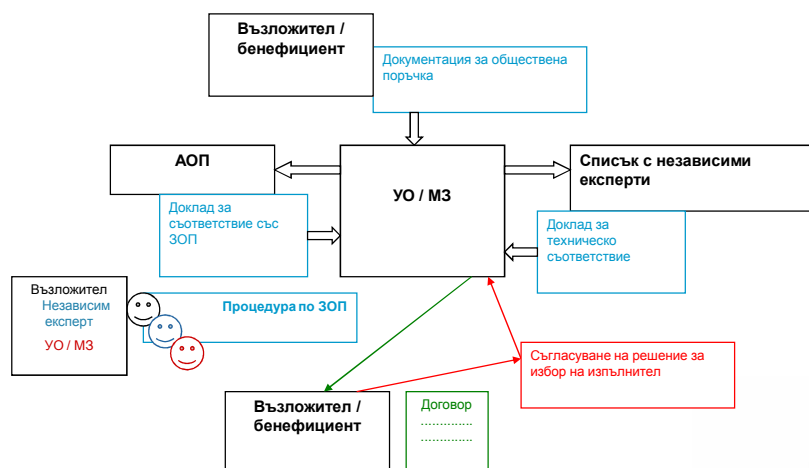 Възложител /
бенефициент
Документация за обществена
поръчка
АОП
УО / МЗ
Списък с независими
експерти
Доклад за
съответствие със
ЗОП
Доклад за
техническо
съответствие
Възложител
Независим
експерт
УО / МЗ
Процедура по ЗОП
Съгласуване на решение за
избор на изпълнител
Възложител /
бенефициент
Договор
..............
..............